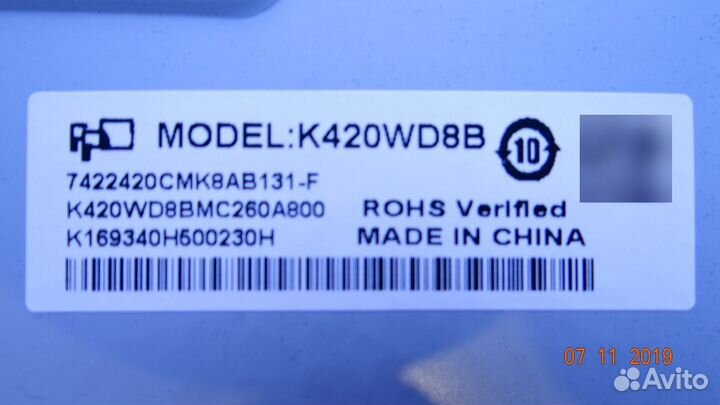 MODEL:K420WD8B
10
7422420CMK8AB131-F
K420WD8BMC260A800 ROHS Verified
K169340H500230H MADE IN CHINA
07 11 2019
Avito